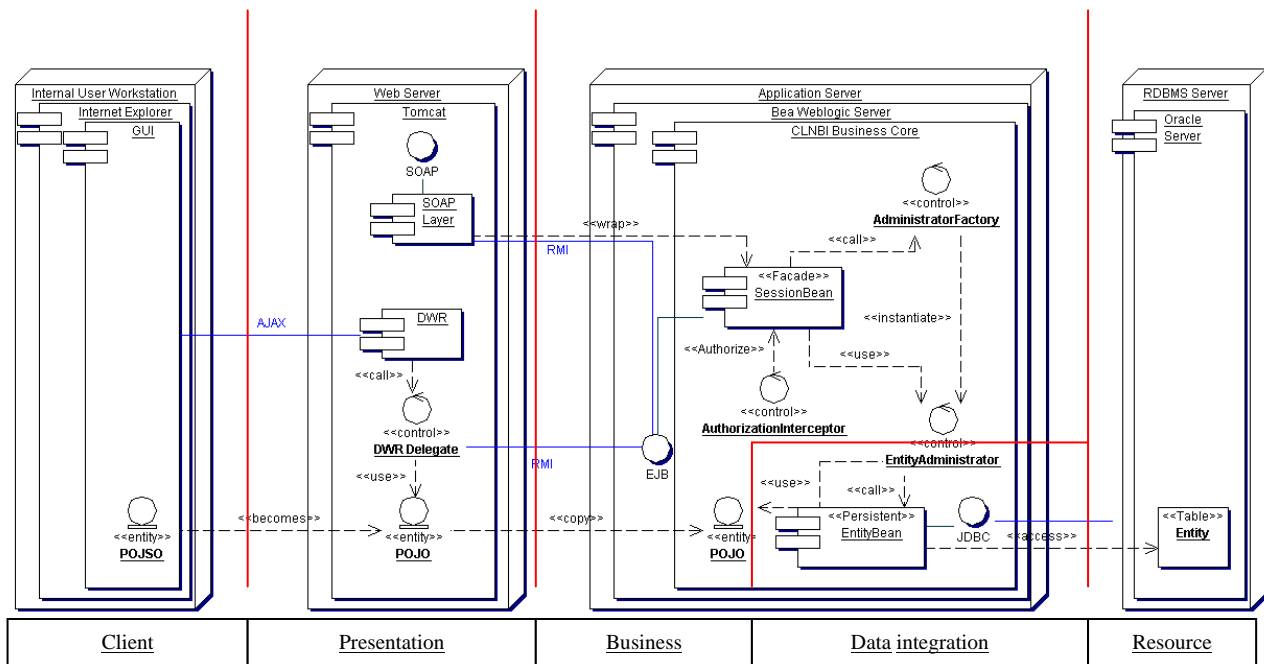 Internal User Workstation
Internet Explorer
GUI
<<entity>>
POJSO
AJAX
<<becomes>>
Web Server
Tomcat
SOAP
SOAP
Layer
DWR
<<call>>
<<control>>
DWR Delegate
<<use>>
<<entity>>
POJO
<<wrap>>
RMI
RMI
<<copy>>
Application Server
Bea Weblogic Server
CLNBI Business Core
<<control>>
AdministratorFactory
<<call>>
<<Facade>>
SessionBean
<<instantiate>>
<<Authorize>>
<<use>>
<<control>>
AuthorizationInterceptor
<<control>>
EntityAdministrator
EJB
<<use>>
<<call>>
<<entity>
POJO
<<Persistent>>
EntityBean
JDBC
<<access>>
RDBMS Server
Oracle
Server
<<Table>>
Entity
Client
Presentation
Business
Data integration
Resource